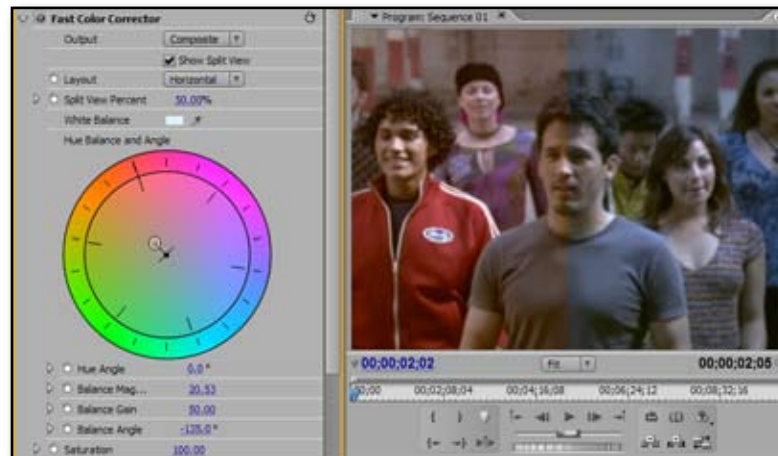 Fast Color Corrector
Output Composite
Show Split View
Layout Horizontal
Split View Percent 50.00%
White Balance
Hue Balance and Angle
Hue Angle 0.0°
Balance Mag... 20.53
Balance Gain 50.00
Balance Angle -135.0°
Saturation 100.00
Program: Sequence 01
00;00;02;02 Fit 00;00;02;05
00;00 00;02;08;04 00;04;16;08 00;06;24;12 00;08;32;16